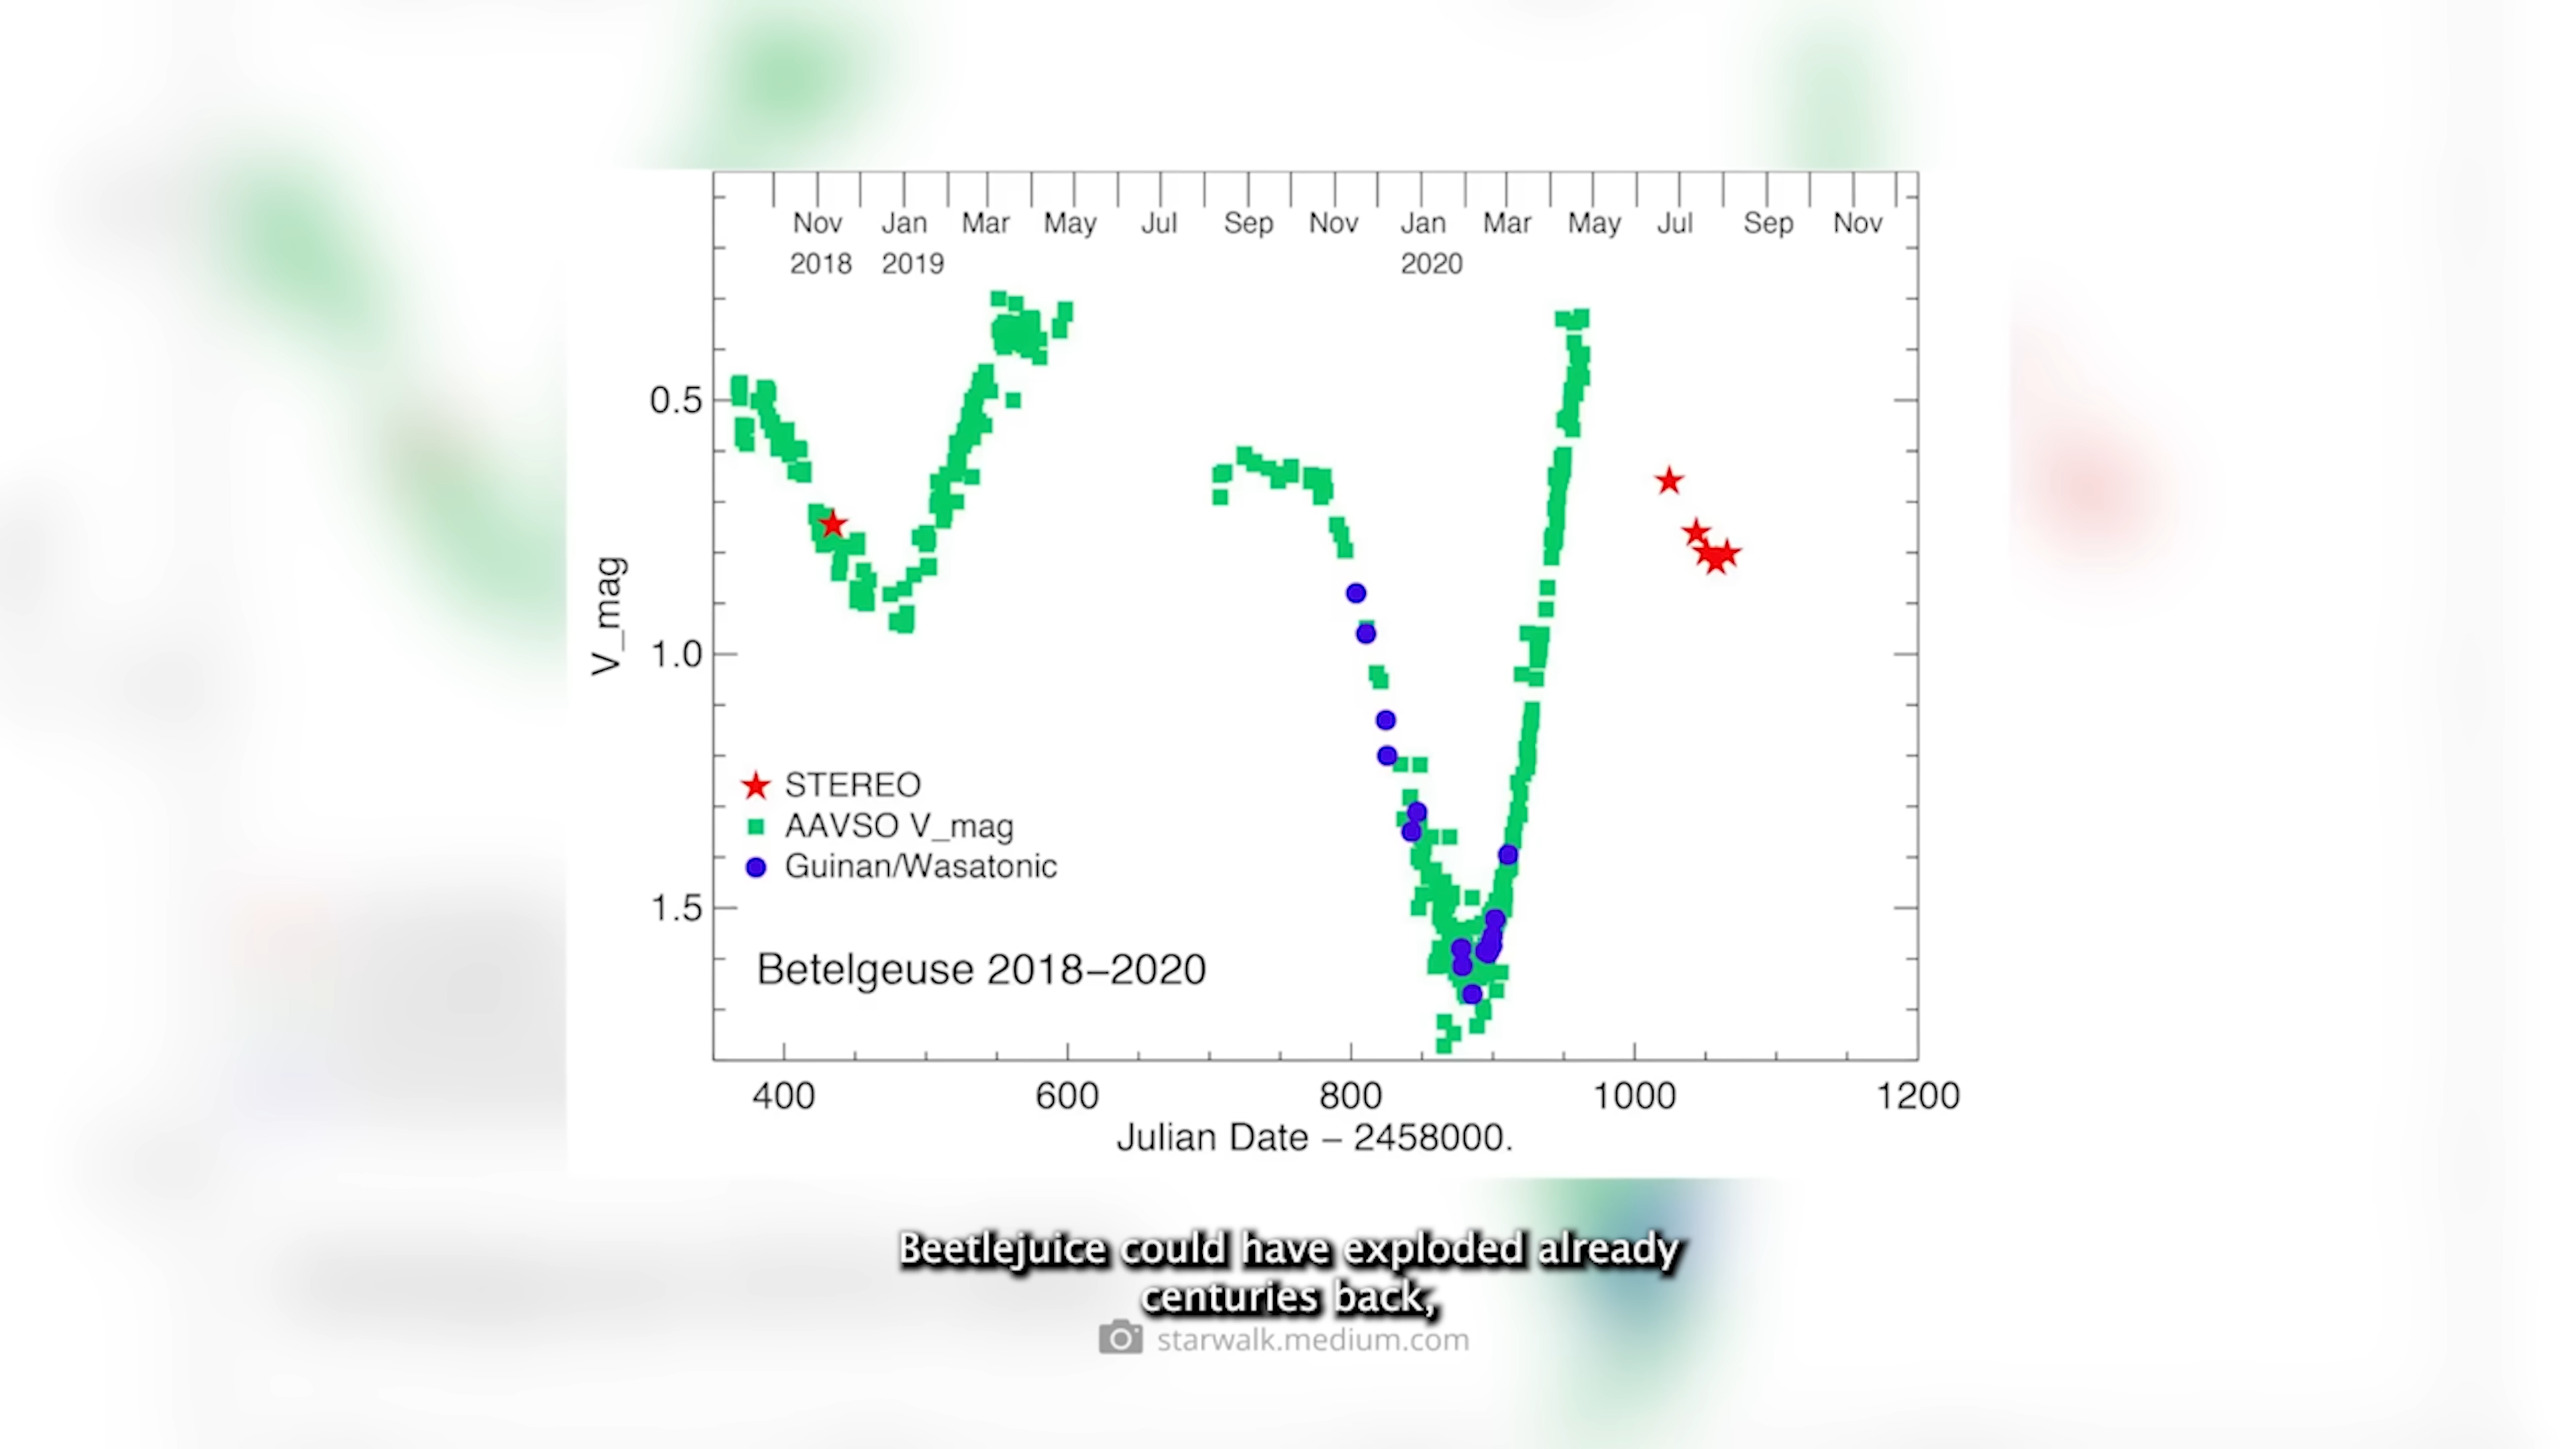 Nov Jan Mar May Jul Sep Nov Jan Mar May Jul Sep Nov
2018 2019 2020
0.5
1.0
1.5
V_mag
STEREO
AAVSO V_mag
Guinan/Wasatonic
Betelgeuse 2018–2020
400 600 800 1000 1200
Julian Date – 2458000.
Beetlejuice could have exploded already
centuries back,
starwalk.medium.com